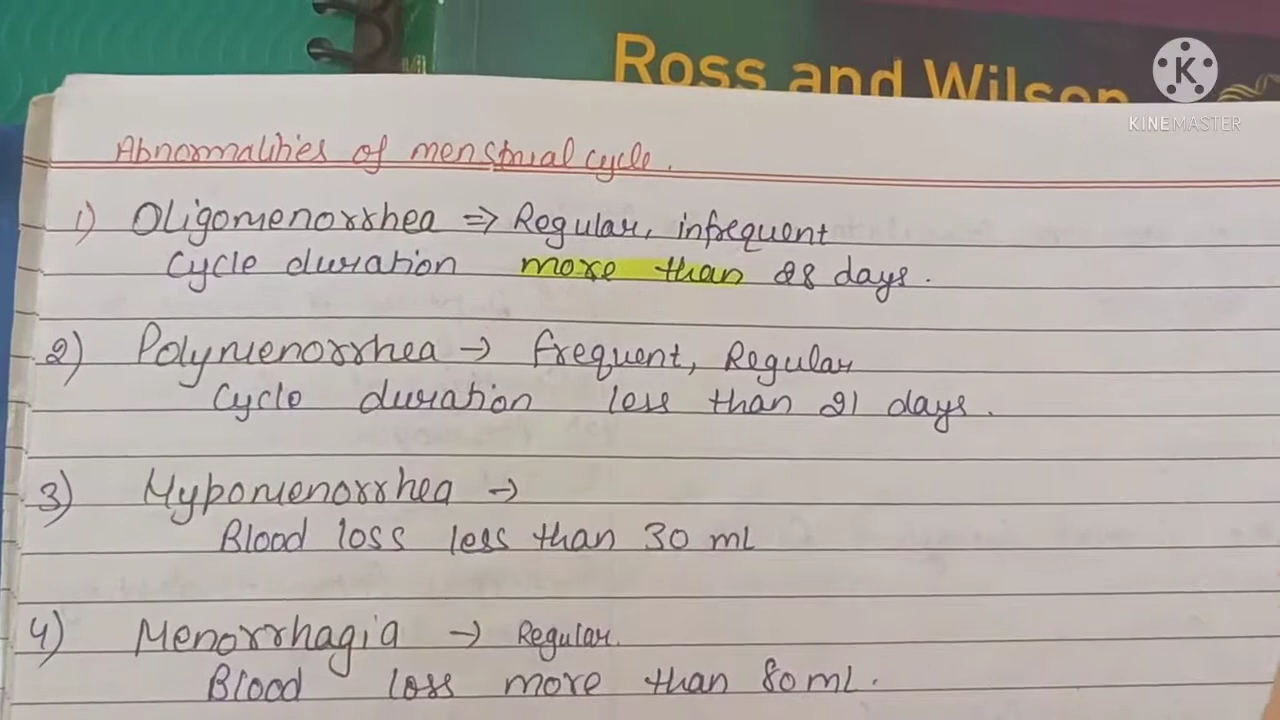 Ross and Wilson
K
KINEMASTER
Abnormalities of menstrual cycle.
1) Oligomenorrhea ⇒ Regular, infrequent
Cycle duration more than 28 days.
2) Polymenorrhea → frequent, Regular
Cycle duration less than 21 days.
3) Hypomenorrhea →
Blood loss less than 30 mL
4) Menorrhagia → Regular.
Blood loss more than 80 mL.